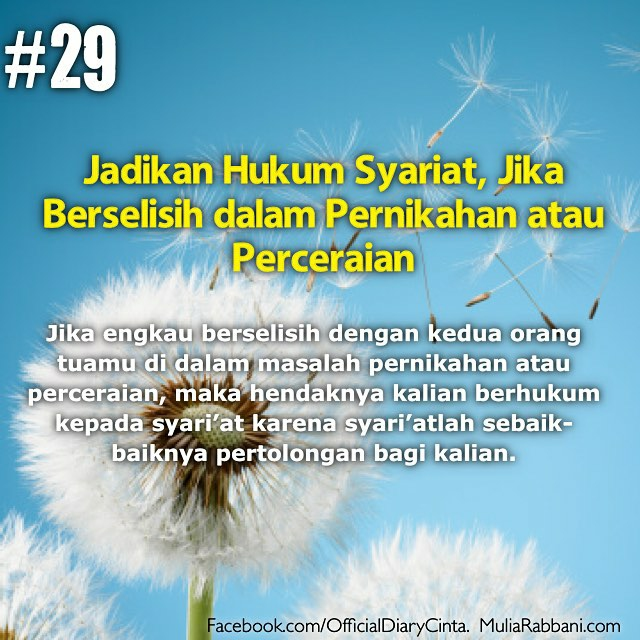 #29
Jadikan Hukum Syariat, Jika
Berselisih dalam Pernikahan atau
Perceraian
Jika engkau berselisih dengan kedua orang
tuamu di dalam masalah pernikahan atau
perceraian, maka hendaknya kalian berhukum
kepada syari’at karena syari’atlah sebaik-
baiknya pertolongan bagi kalian.
Facebook.com/OfficialDiaryCinta. MuliaRabbani.com